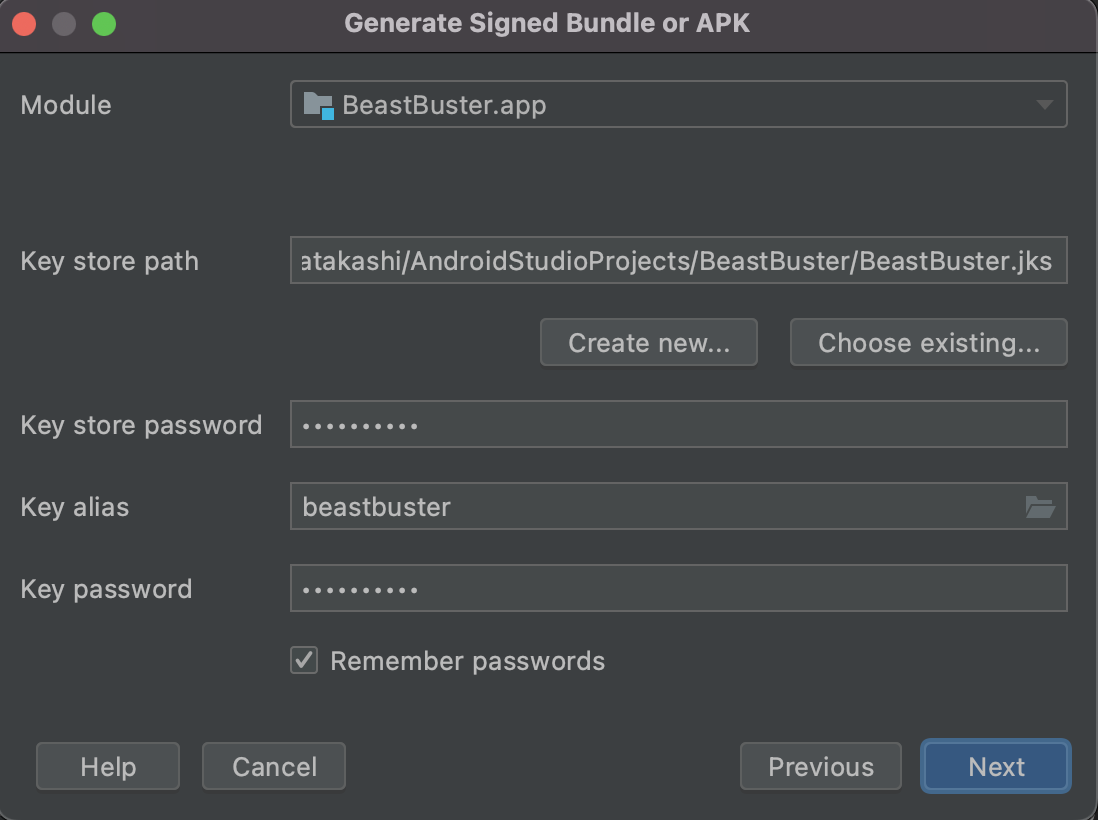 Generate Signed Bundle or APK
Module BeastBuster.app
Key store path atakashi/AndroidStudioProjects/BeastBuster/BeastBuster.jks
Create new... Choose existing...
Key store password ••••••••••
Key alias beastbuster
Key password ••••••••••
Remember passwords
Help Cancel Previous Next